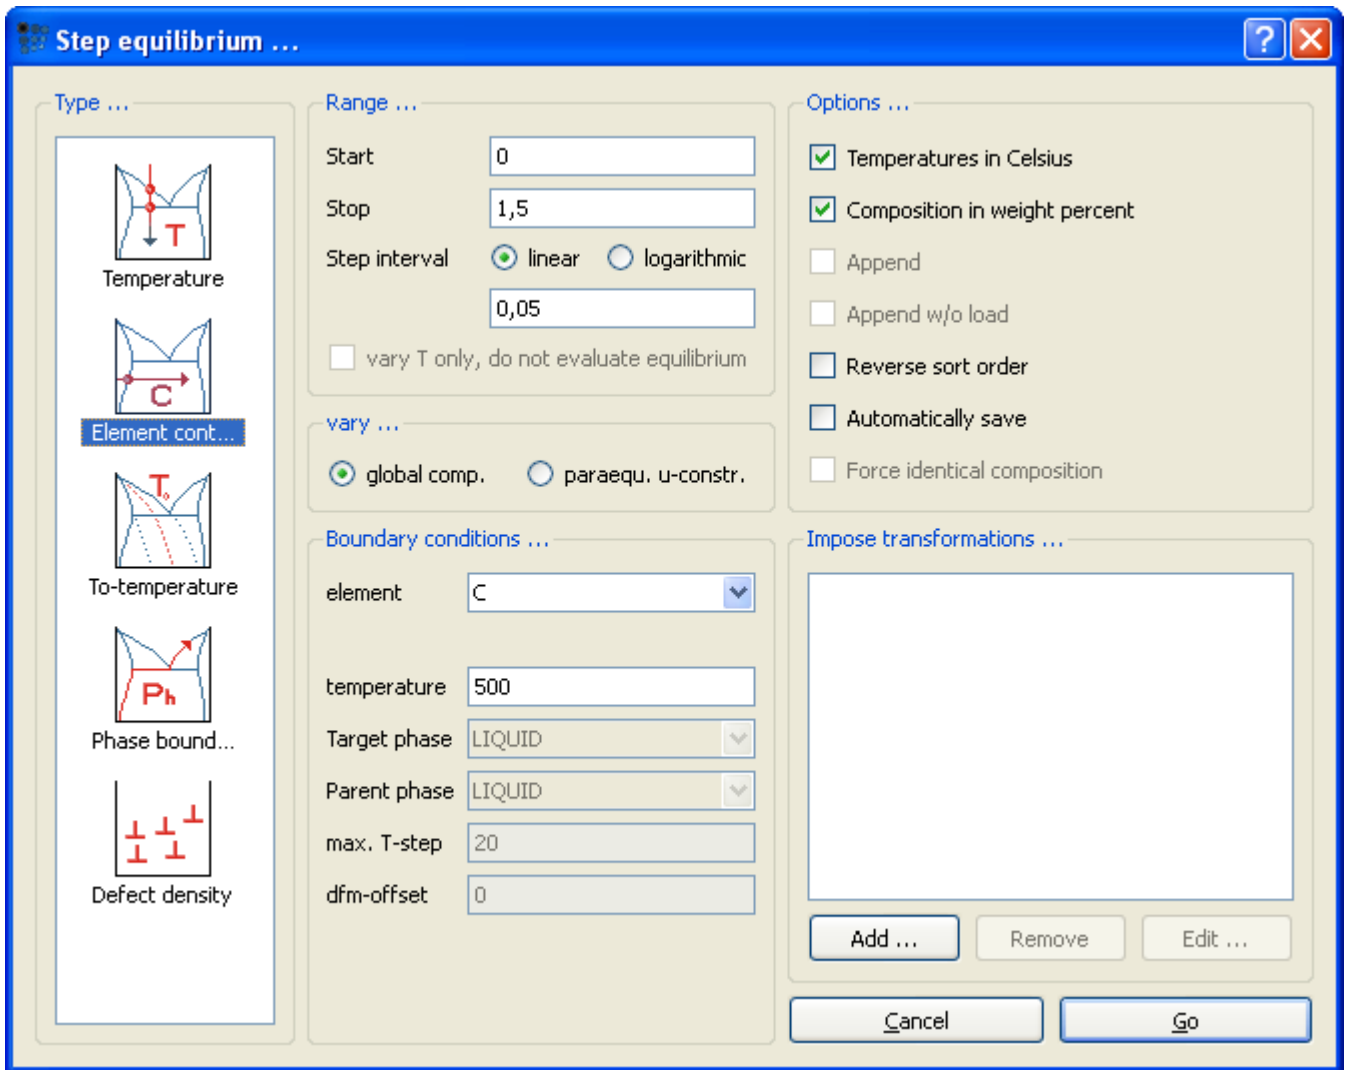 Step equilibrium ...
Type ...
T
Temperature
C
Element cont...
To
To-temperature
Ph
Phase bound...
Defect density
Range ...
Start 0
Stop 1,5
Step interval linear logarithmic
0,05
vary T only, do not evaluate equilibrium
vary ...
global comp. paraequ. u-constr.
Boundary conditions ...
element C
temperature 500
Target phase LIQUID
Parent phase LIQUID
max. T-step 20
dfm-offset 0
Options ...
Temperatures in Celsius
Composition in weight percent
Append
Append w/o load
Reverse sort order
Automatically save
Force identical composition
Impose transformations ...
Add ... Remove Edit ...
Cancel Go